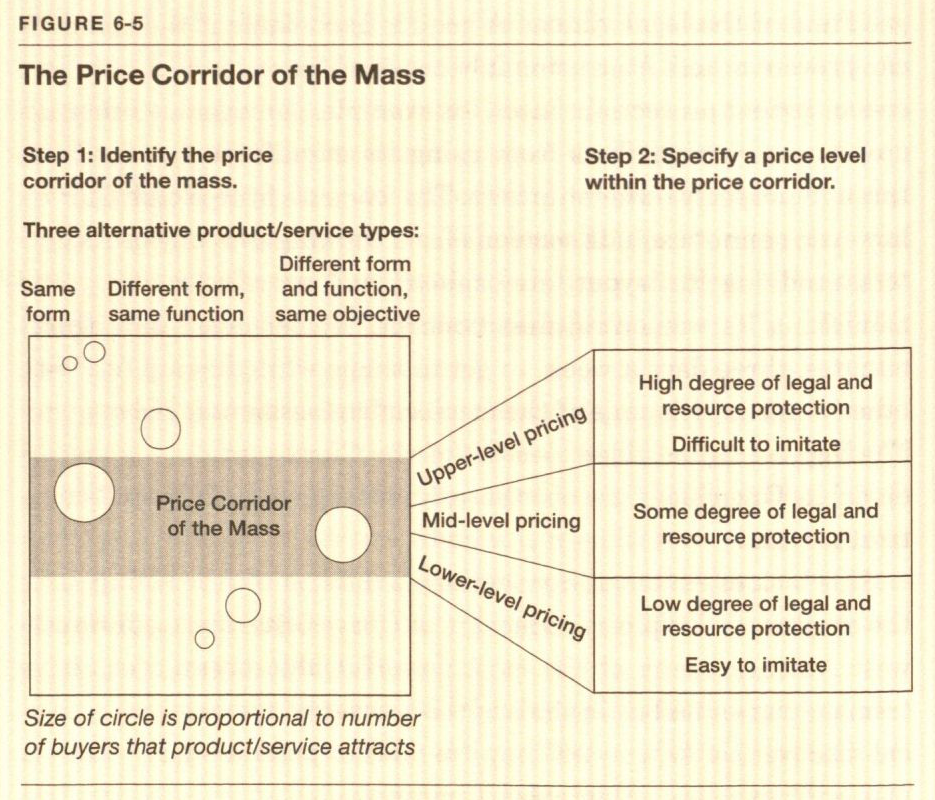 FIGURE 6-5
The Price Corridor of the Mass
Step 1: Identify the price
corridor of the mass.
Step 2: Specify a price level
within the price corridor.
Three alternative product/service types:
Same
form
Different form,
same function
Different form
and function,
same objective
Price Corridor
of the Mass
Upper-level pricing
Mid-level pricing
Lower-level pricing
High degree of legal and
resource protection
Difficult to imitate
Some degree of legal and
resource protection
Low degree of legal and
resource protection
Easy to imitate
Size of circle is proportional to number
of buyers that product/service attracts